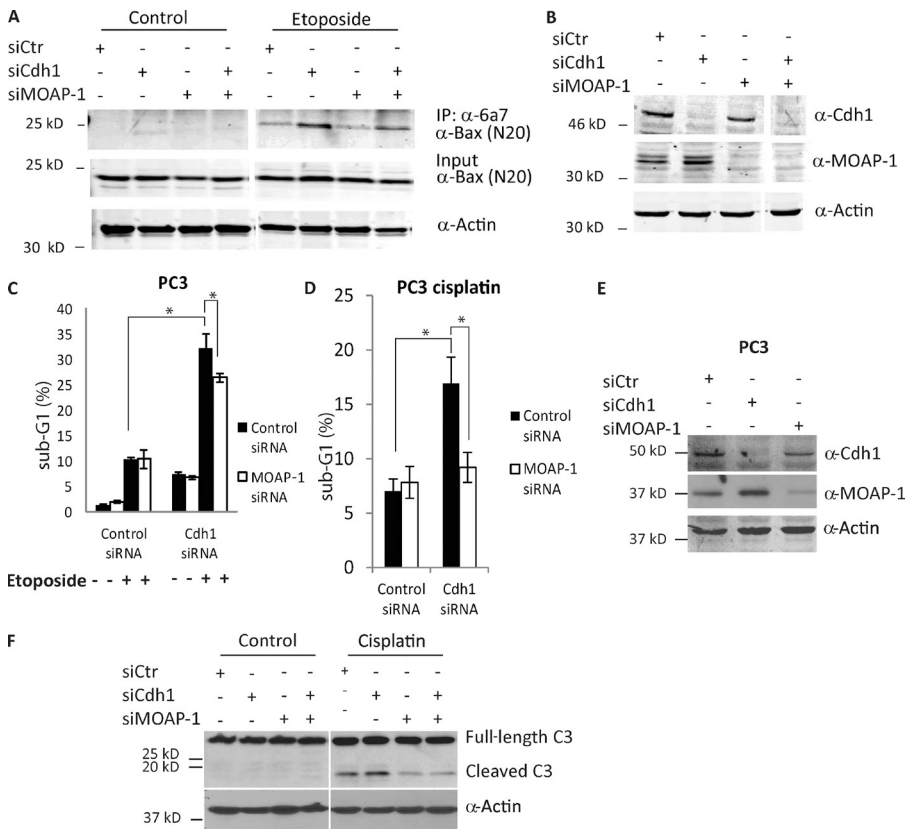 A
Control
Etoposide
siCtr + - - - + - - -
siCdh1 - + - + - + - +
siMOAP-1 - - + + - - + +
25 kD
IP: α-6a7
α-Bax (N20)
25 kD
Input
α-Bax (N20)
α-Actin
30 kD
B
siCtr + - - -
siCdh1 - + - +
siMOAP-1 - - + +
46 kD
α-Cdh1
α-MOAP-1
30 kD
α-Actin
30 kD
C
PC3
sub-G1 (%)
40
35
30
25
20
15
10
5
0
*
*
Control
siRNA
MOAP-1
siRNA
Control
siRNA
Cdh1
siRNA
Etoposide - - + + - - + +
D
PC3 cisplatin
sub-G1 (%)
25
20
15
10
5
0
*
*
Control
siRNA
MOAP-1
siRNA
Control
siRNA
Cdh1
siRNA
E
PC3
siCtr + - -
siCdh1 - + -
siMOAP-1 - - +
50 kD
α-Cdh1
37 kD
α-MOAP-1
α-Actin
37 kD
F
Control
Cisplatin
siCtr + - - - + - - -
siCdh1 - + - + - + - +
siMOAP-1 - - + + - - + +
Full-length C3
25 kD
20 kD
Cleaved C3
α-Actin
37 kD